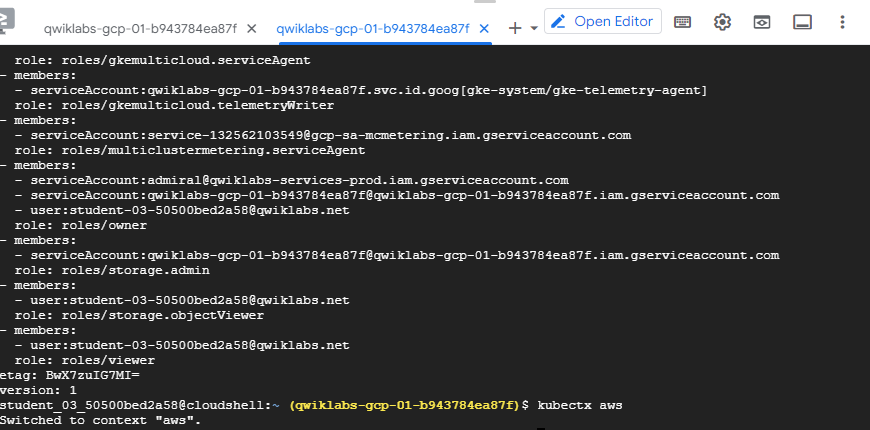 qwiklabs-gcp-01-b943784ea87f
qwiklabs-gcp-01-b943784ea87f
Open Editor
role: roles/gkemulticloud.serviceAgent
- members:
- serviceAccount:qwiklabs-gcp-01-b943784ea87f.svc.id.goog[gke-system/gke-telemetry-agent]
role: roles/gkemulticloud.telemetryWriter
- members:
- serviceAccount:service-132562103549@gcp-sa-mcmetering.iam.gserviceaccount.com
role: roles/multiclustermetering.serviceAgent
- members:
- serviceAccount:admiral@qwiklabs-services-prod.iam.gserviceaccount.com
- serviceAccount:qwiklabs-gcp-01-b943784ea87f@qwiklabs-gcp-01-b943784ea87f.iam.gserviceaccount.com
- user:student-03-50500bed2a58@qwiklabs.net
role: roles/owner
- members:
- serviceAccount:qwiklabs-gcp-01-b943784ea87f@qwiklabs-gcp-01-b943784ea87f.iam.gserviceaccount.com
role: roles/storage.admin
- members:
- user:student-03-50500bed2a58@qwiklabs.net
role: roles/storage.objectViewer
- members:
- user:student-03-50500bed2a58@qwiklabs.net
role: roles/viewer
etag: BwX7zuIG7MI=
version: 1
student_03_50500bed2a58@cloudshell:~ (qwiklabs-gcp-01-b943784ea87f)$ kubectx aws
Switched to context "aws".